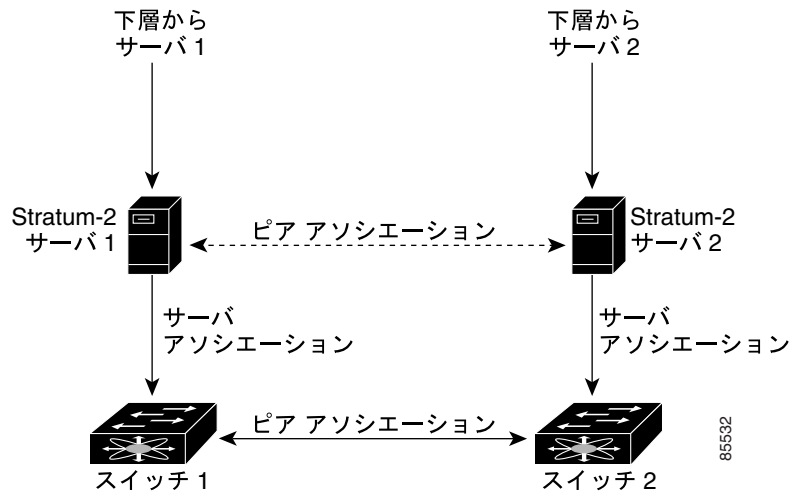 下層から
サーバ 1
下層から
サーバ 2
Stratum-2
サーバ 1
ピア アソシエーション
Stratum-2
サーバ 2
サーバ
アソシエーション
サーバ
アソシエーション
ピア アソシエーション
スイッチ 1
スイッチ 2
85532